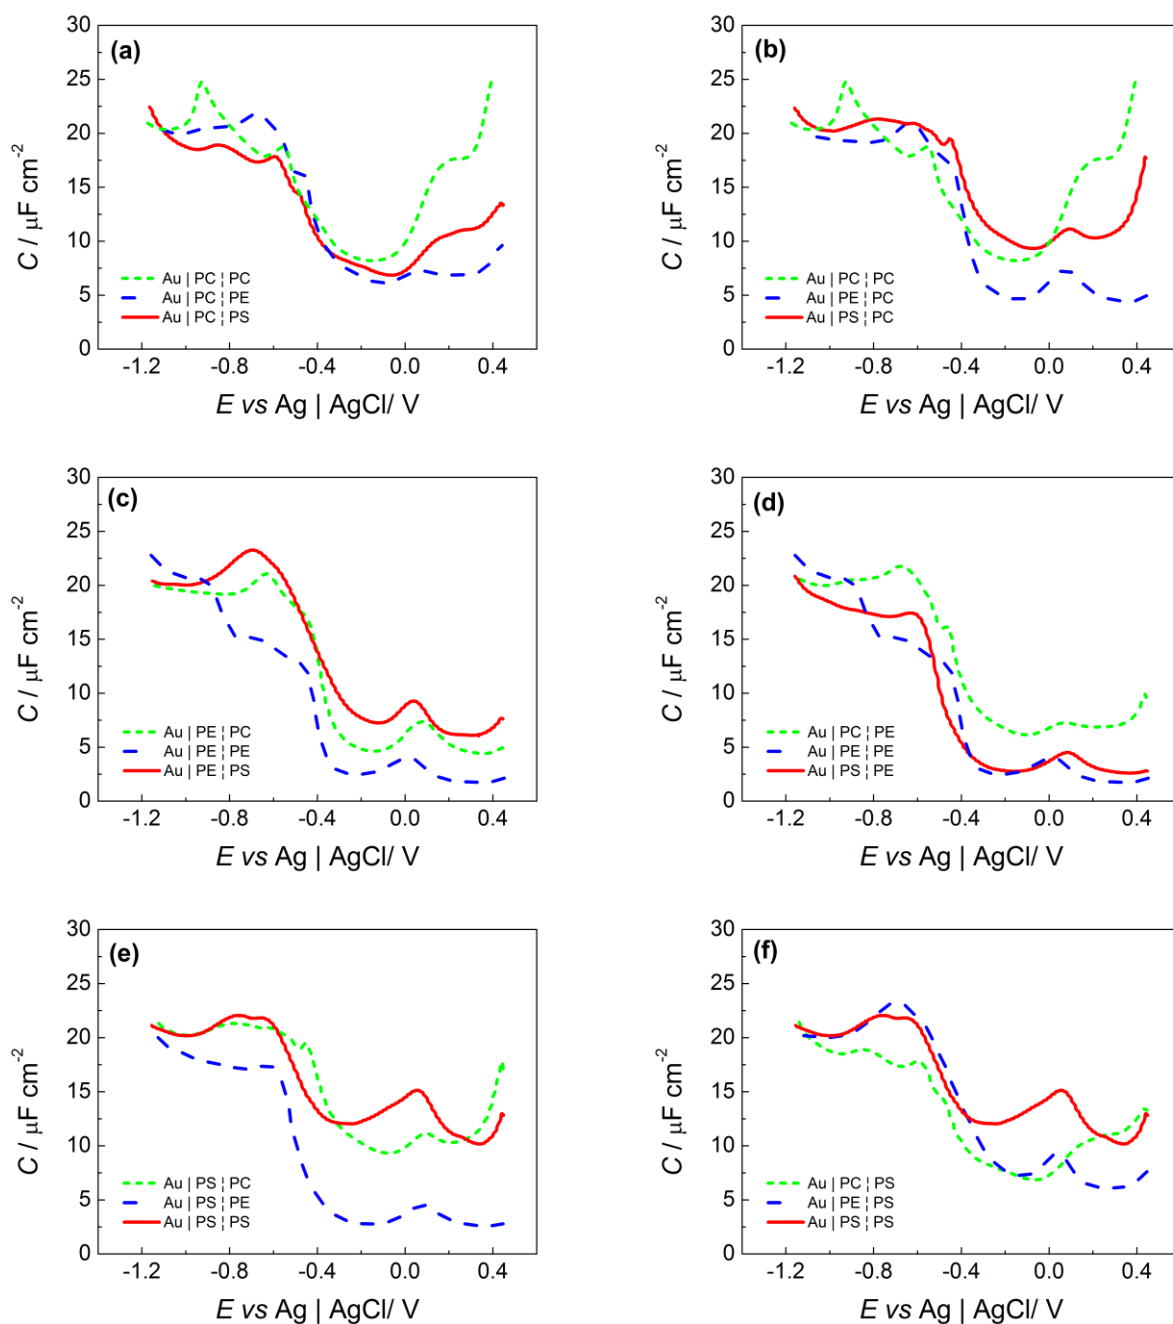 (a)
30
25
20
15
10
5
0
C / μF cm⁻²
Au | PC ¦ PC
Au | PC ¦ PE
Au | PC ¦ PS
-1.2 -0.8 -0.4 0.0 0.4
E vs Ag | AgCl/ V
(b)
30
25
20
15
10
5
0
C / μF cm⁻²
Au | PC ¦ PC
Au | PE ¦ PC
Au | PS ¦ PC
-1.2 -0.8 -0.4 0.0 0.4
E vs Ag | AgCl/ V
(c)
30
25
20
15
10
5
0
C / μF cm⁻²
Au | PE ¦ PC
Au | PE ¦ PE
Au | PE ¦ PS
-1.2 -0.8 -0.4 0.0 0.4
E vs Ag | AgCl/ V
(d)
30
25
20
15
10
5
0
C / μF cm⁻²
Au | PC ¦ PE
Au | PE ¦ PE
Au | PS ¦ PE
-1.2 -0.8 -0.4 0.0 0.4
E vs Ag | AgCl/ V
(e)
30
25
20
15
10
5
0
C / μF cm⁻²
Au | PS ¦ PC
Au | PS ¦ PE
Au | PS ¦ PS
-1.2 -0.8 -0.4 0.0 0.4
E vs Ag | AgCl/ V
(f)
30
25
20
15
10
5
0
C / μF cm⁻²
Au | PC ¦ PS
Au | PE ¦ PS
Au | PS ¦ PS
-1.2 -0.8 -0.4 0.0 0.4
E vs Ag | AgCl/ V